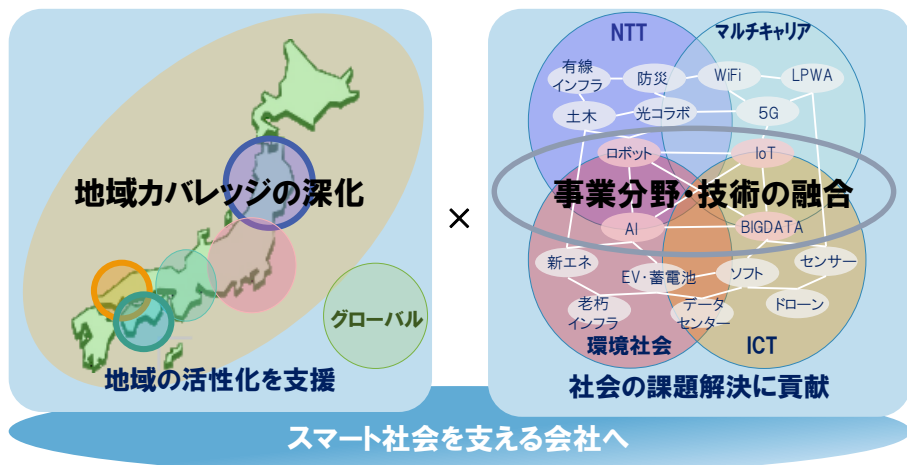 地域カバレッジの深化
グローバル
地域の活性化を支援
×
NTT
マルチキャリア
有線
インフラ
防災
WiFi
LPWA
土木
光コラボ
5G
ロボット
IoT
事業分野・技術の融合
AI
BIGDATA
新エネ
EV・蓄電池
ソフト
センサー
老朽
インフラ
データ
センター
ドローン
環境社会
ICT
社会の課題解決に貢献
スマート社会を支える会社へ